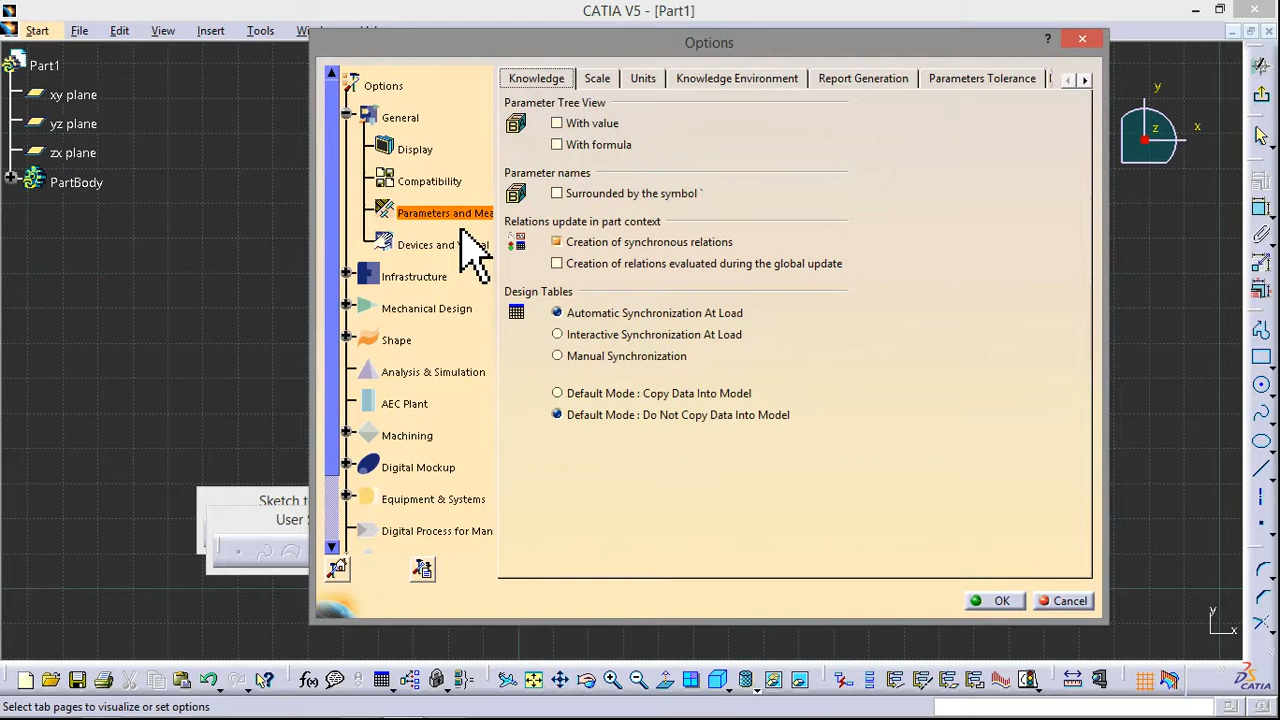 CATIA V5 - [Part1]
Start File Edit View Insert Tools
Options
?
Part1
xy plane
yz plane
zx plane
PartBody
Options
General
Display
Compatibility
Parameters and Mea
Devices and
Infrastructure
Mechanical Design
Shape
Analysis & Simulation
AEC Plant
Machining
Digital Mockup
Equipment & Systems
Digital Process for Man
Knowledge Scale Units Knowledge Environment Report Generation Parameters Tolerance
Parameter Tree View
With value
With formula
Parameter names
Surrounded by the symbol `
Relations update in part context
Creation of synchronous relations
Creation of relations evaluated during the global update
Design Tables
Automatic Synchronization At Load
Interactive Synchronization At Load
Manual Synchronization
Default Mode : Copy Data Into Model
Default Mode : Do Not Copy Data Into Model
OK Cancel
Sketch to
User S
y
z x
y
x
f(x)
CATIA
Select tab pages to visualize or set options